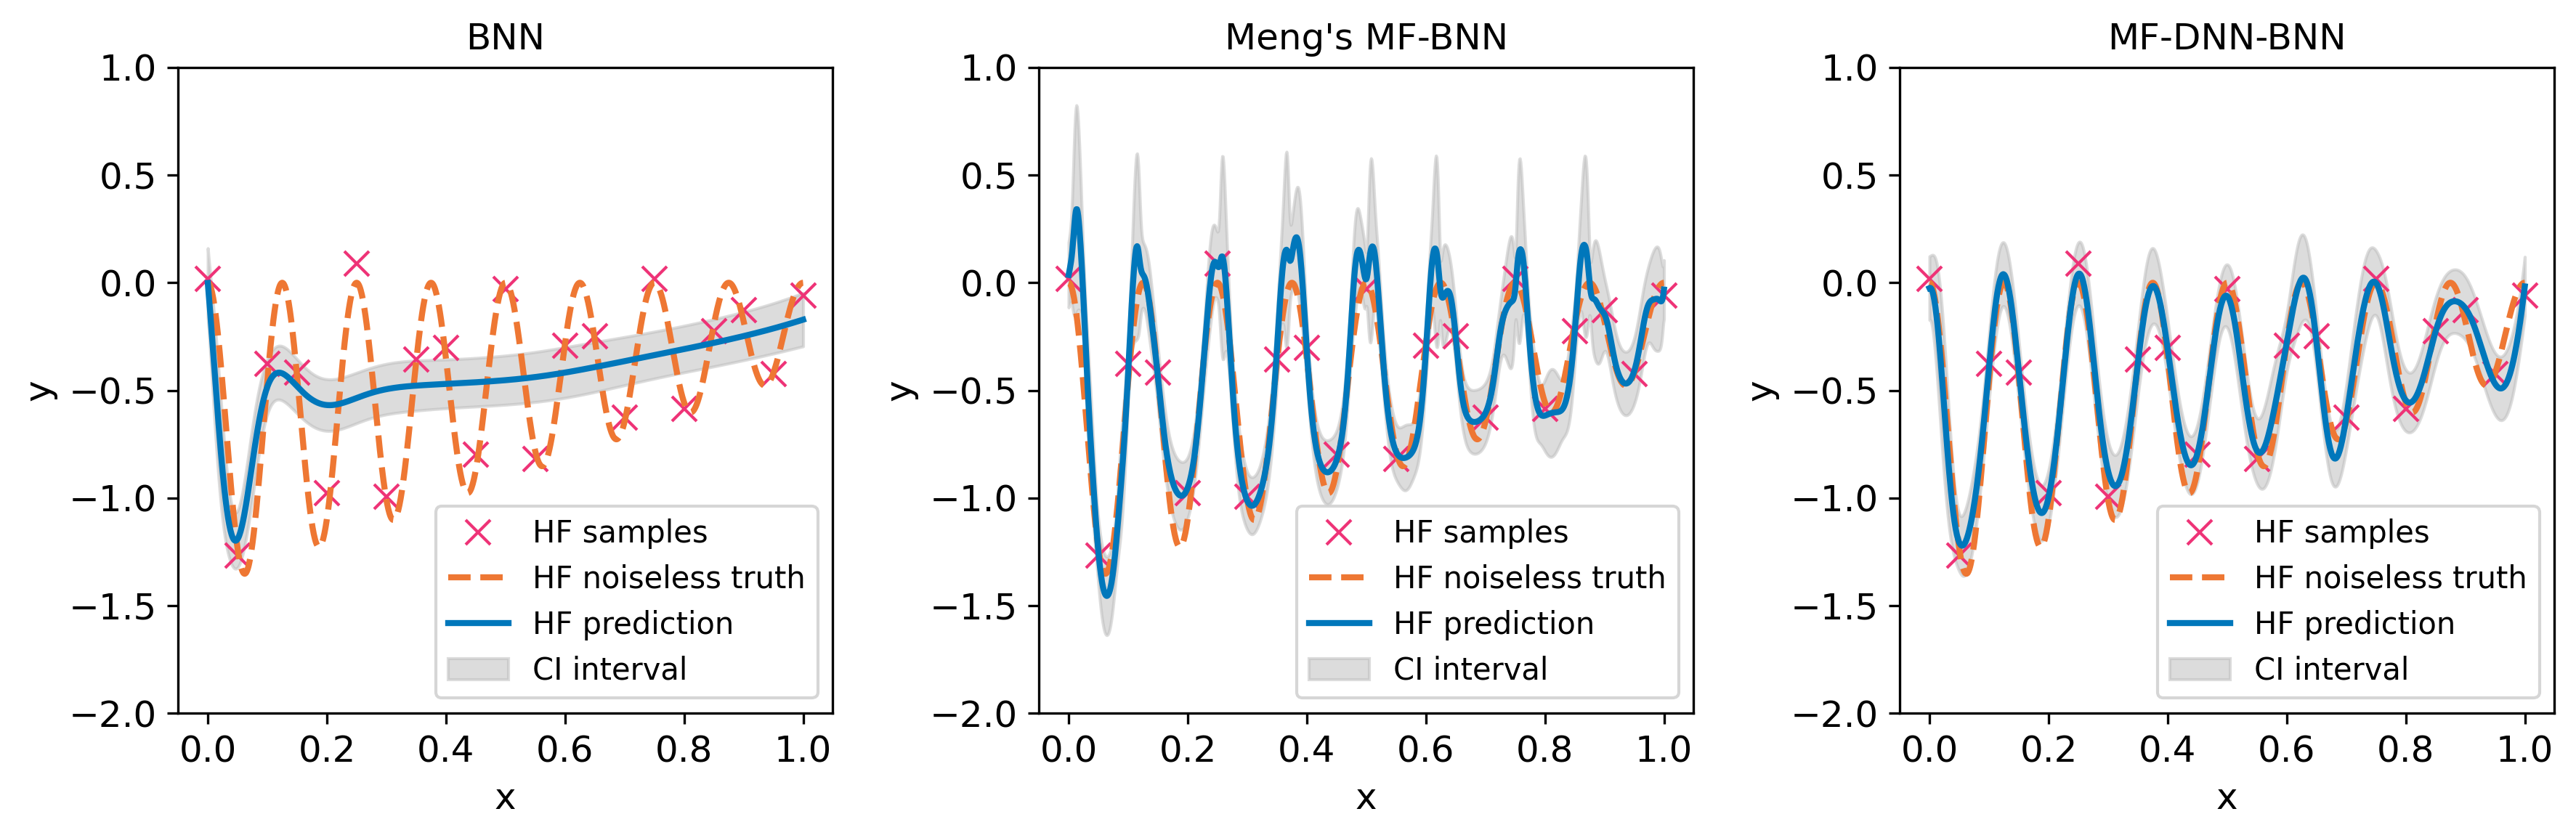 BNN
1.0
0.5
0.0
−0.5
−1.0
−1.5
−2.0
y
0.0 0.2 0.4 0.6 0.8 1.0
x
HF samples
HF noiseless truth
HF prediction
CI interval
Meng's MF-BNN
1.0
0.5
0.0
−0.5
−1.0
−1.5
−2.0
y
0.0 0.2 0.4 0.6 0.8 1.0
x
HF samples
HF noiseless truth
HF prediction
CI interval
MF-DNN-BNN
1.0
0.5
0.0
−0.5
−1.0
−1.5
−2.0
y
0.0 0.2 0.4 0.6 0.8 1.0
x
HF samples
HF noiseless truth
HF prediction
CI interval